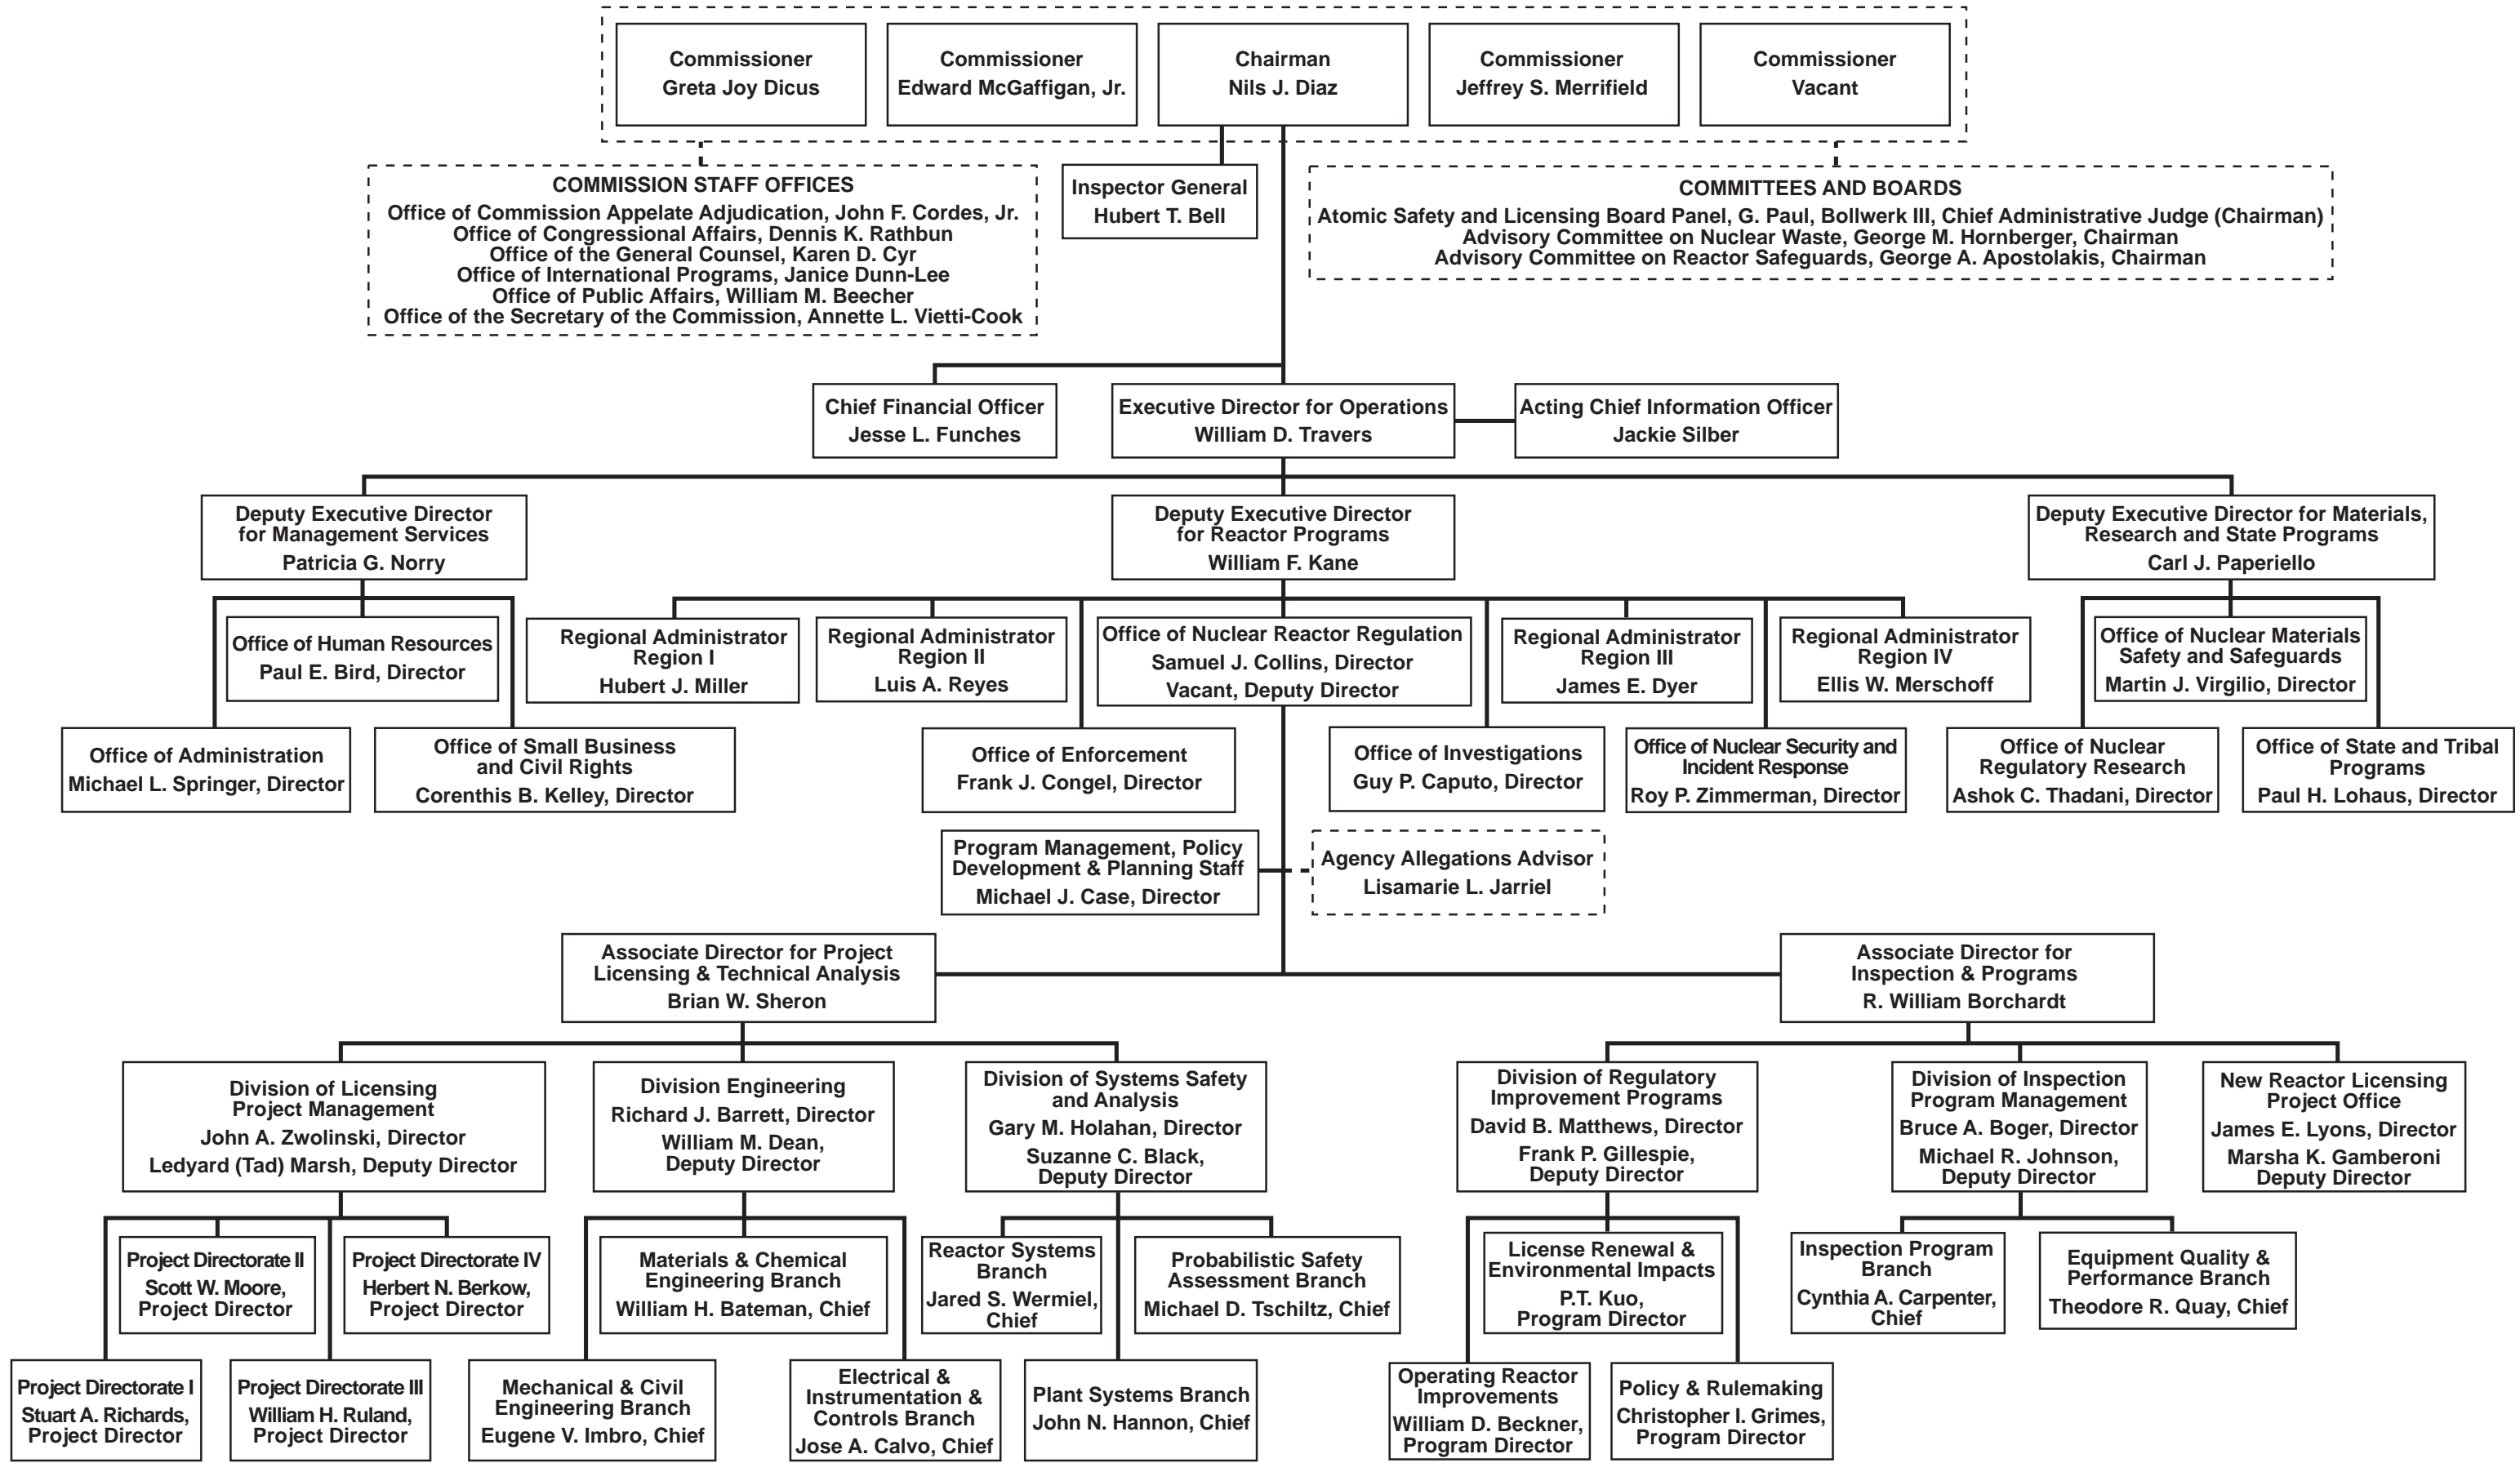 Commissioner
Greta Joy Dicus
Commissioner
Edward McGaffigan, Jr.
Chairman
Nils J. Diaz
Commissioner
Jeffrey S. Merrifield
Commissioner
Vacant
COMMISSION STAFF OFFICES
Office of Commission Appelate Adjudication, John F. Cordes, Jr.
Office of Congressional Affairs, Dennis K. Rathbun
Office of the General Counsel, Karen D. Cyr
Office of International Programs, Janice Dunn-Lee
Office of Public Affairs, William M. Beecher
Office of the Secretary of the Commission, Annette L. Vietti-Cook
Inspector General
Hubert T. Bell
COMMITTEES AND BOARDS
Atomic Safety and Licensing Board Panel, G. Paul, Bollwerk III, Chief Administrative Judge (Chairman)
Advisory Committee on Nuclear Waste, George M. Hornberger, Chairman
Advisory Committee on Reactor Safeguards, George A. Apostolakis, Chairman
Chief Financial Officer
Jesse L. Funches
Executive Director for Operations
William D. Travers
Acting Chief Information Officer
Jackie Silber
Deputy Executive Director
for Management Services
Patricia G. Norry
Deputy Executive Director
for Reactor Programs
William F. Kane
Deputy Executive Director for Materials,
Research and State Programs
Carl J. Paperiello
Office of Human Resources
Paul E. Bird, Director
Regional Administrator
Region I
Hubert J. Miller
Regional Administrator
Region II
Luis A. Reyes
Office of Nuclear Reactor Regulation
Samuel J. Collins, Director
Vacant, Deputy Director
Regional Administrator
Region III
James E. Dyer
Regional Administrator
Region IV
Ellis W. Merschoff
Office of Nuclear Materials
Safety and Safeguards
Martin J. Virgilio, Director
Office of Administration
Michael L. Springer, Director
Office of Small Business
and Civil Rights
Corenthis B. Kelley, Director
Office of Enforcement
Frank J. Congel, Director
Office of Investigations
Guy P. Caputo, Director
Office of Nuclear Security and
Incident Response
Roy P. Zimmerman, Director
Office of Nuclear
Regulatory Research
Ashok C. Thadani, Director
Office of State and Tribal
Programs
Paul H. Lohaus, Director
Program Management, Policy
Development & Planning Staff
Michael J. Case, Director
Agency Allegations Advisor
Lisamarie L. Jarriel
Associate Director for Project
Licensing & Technical Analysis
Brian W. Sheron
Associate Director for
Inspection & Programs
R. William Borchardt
Division of Licensing
Project Management
John A. Zwolinski, Director
Ledyard (Tad) Marsh, Deputy Director
Division Engineering
Richard J. Barrett, Director
William M. Dean,
Deputy Director
Division of Systems Safety
and Analysis
Gary M. Holahan, Director
Suzanne C. Black,
Deputy Director
Division of Regulatory
Improvement Programs
David B. Matthews, Director
Frank P. Gillespie,
Deputy Director
Division of Inspection
Program Management
Bruce A. Boger, Director
Michael R. Johnson,
Deputy Director
New Reactor Licensing
Project Office
James E. Lyons, Director
Marsha K. Gamberoni
Deputy Director
Project Directorate II
Scott W. Moore,
Project Director
Project Directorate IV
Herbert N. Berkow,
Project Director
Materials & Chemical
Engineering Branch
William H. Bateman, Chief
Reactor Systems
Branch
Jared S. Wermiel,
Chief
Probabilistic Safety
Assessment Branch
Michael D. Tschiltz, Chief
License Renewal &
Environmental Impacts
P.T. Kuo,
Program Director
Inspection Program
Branch
Cynthia A. Carpenter,
Chief
Equipment Quality &
Performance Branch
Theodore R. Quay, Chief
Project Directorate I
Stuart A. Richards,
Project Director
Project Directorate III
William H. Ruland,
Project Director
Mechanical & Civil
Engineering Branch
Eugene V. Imbro, Chief
Electrical &
Instrumentation &
Controls Branch
Jose A. Calvo, Chief
Plant Systems Branch
John N. Hannon, Chief
Operating Reactor
Improvements
William D. Beckner,
Program Director
Policy & Rulemaking
Christopher I. Grimes,
Program Director